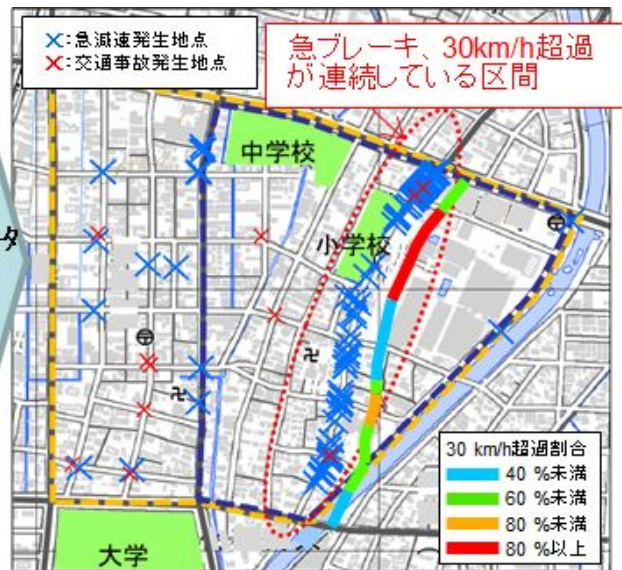 ×:急減速発生地点
×:交通事故発生地点
急ブレーキ、30km/h超過
が連続している区間
中学校
小学校
タ
大学
30 km/h超過割合
40 %未満
60 %未満
80 %未満
80 %以上